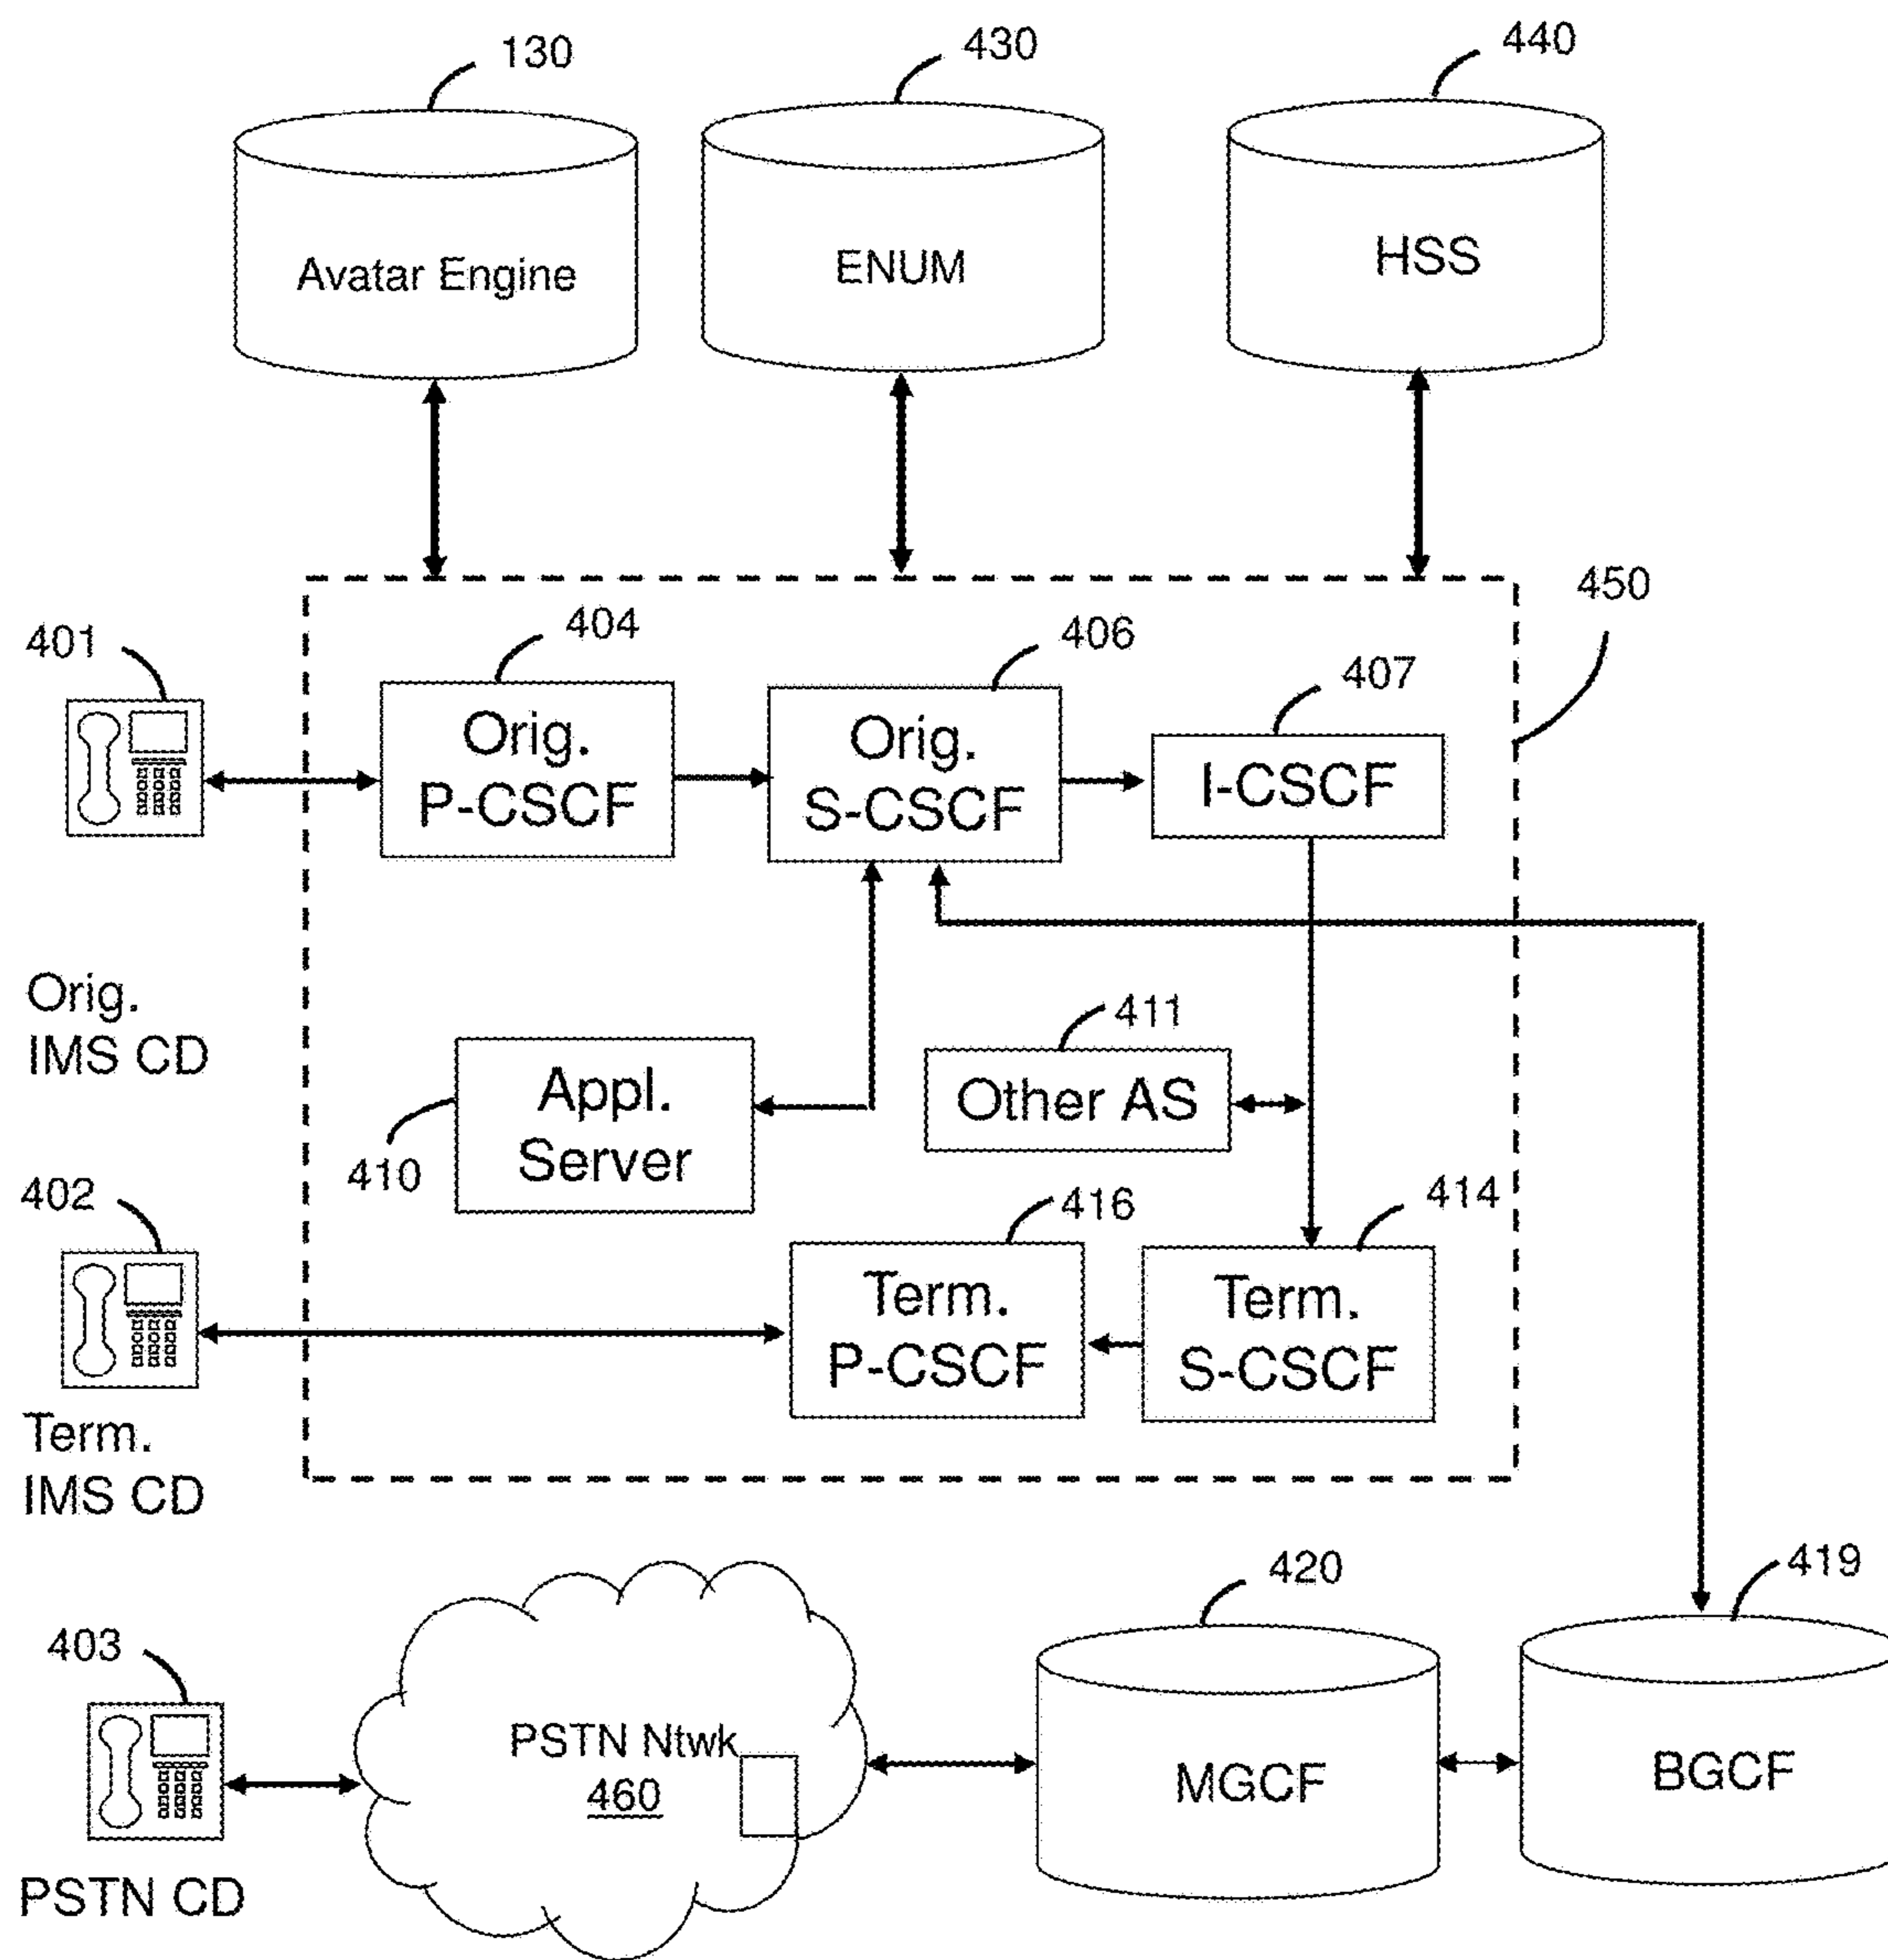 130
430
440
Avatar Engine
ENUM
HSS
450
401
404
406
407
Orig.
P-CSCF
Orig.
S-CSCF
I-CSCF
Orig.
IMS CD
411
Other AS
Appl.
Server
410
402
416
414
Term.
P-CSCF
Term.
S-CSCF
Term.
IMS CD
420
419
403
PSTN Ntwk
460
MGCF
BGCF
PSTN CD